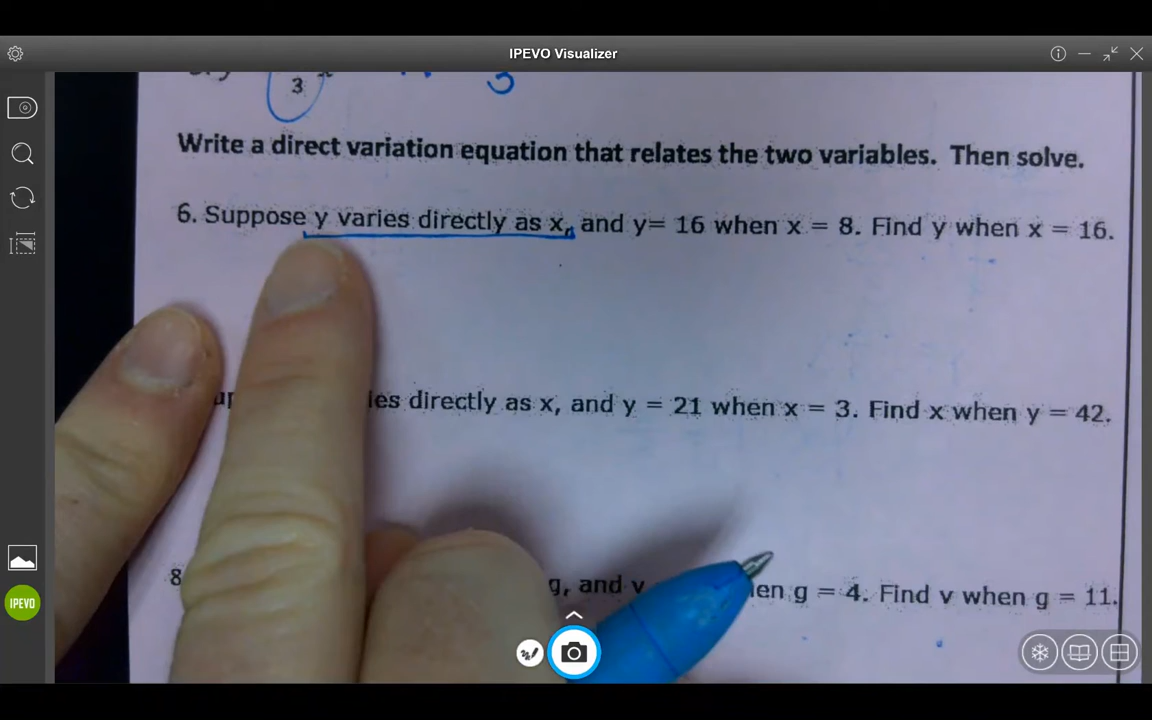 IPEVO Visualizer
3
3
Write a direct variation equation that relates the two variables. Then solve.
6. Suppose y varies directly as x, and y= 16 when x = 8. Find y when x = 16.
directly as x, and y = 21 when x = 3. Find x when y = 42.
8
g, and v g = 4. Find v when g = 11.
IPEVO